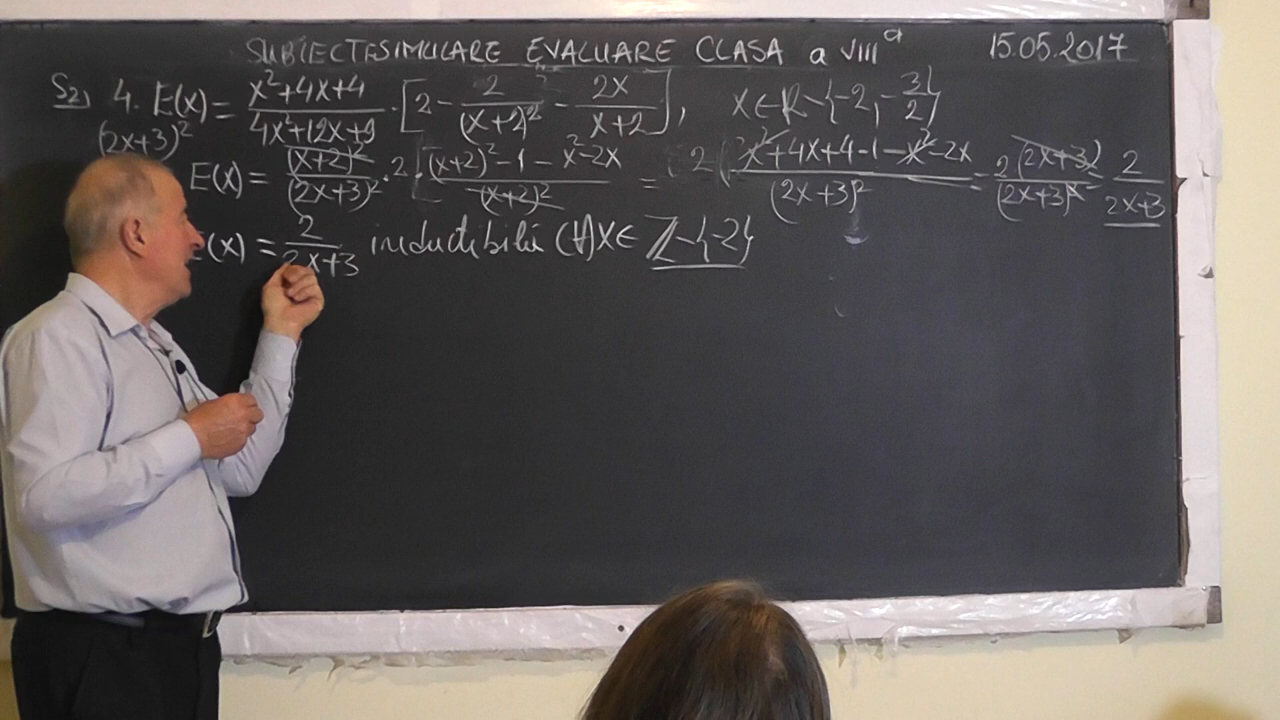 SUBIECTE SIMULARE EVALUARE CLASA a VIIIª 15.05.2017
S2, 4. E(x) = x²+4x+4 / 4x²+12x+9 · [2 - 2/(x+2)² - 2x/x+2], x∈R-{-2,-3/2}
(2x+3)²
E(x) = (x+2)²/(2x+3)² · 2 · [(x+2)²-1-x²-2x/(x+2)²] = 2(x²+4x+4-1-x²-2x/(2x+3)² = 2(2x+3)/(2x+3)² = 2/2x+3
E(x) = 2/2x+3 ireductibilă (∀)x∈ Z-{-2}